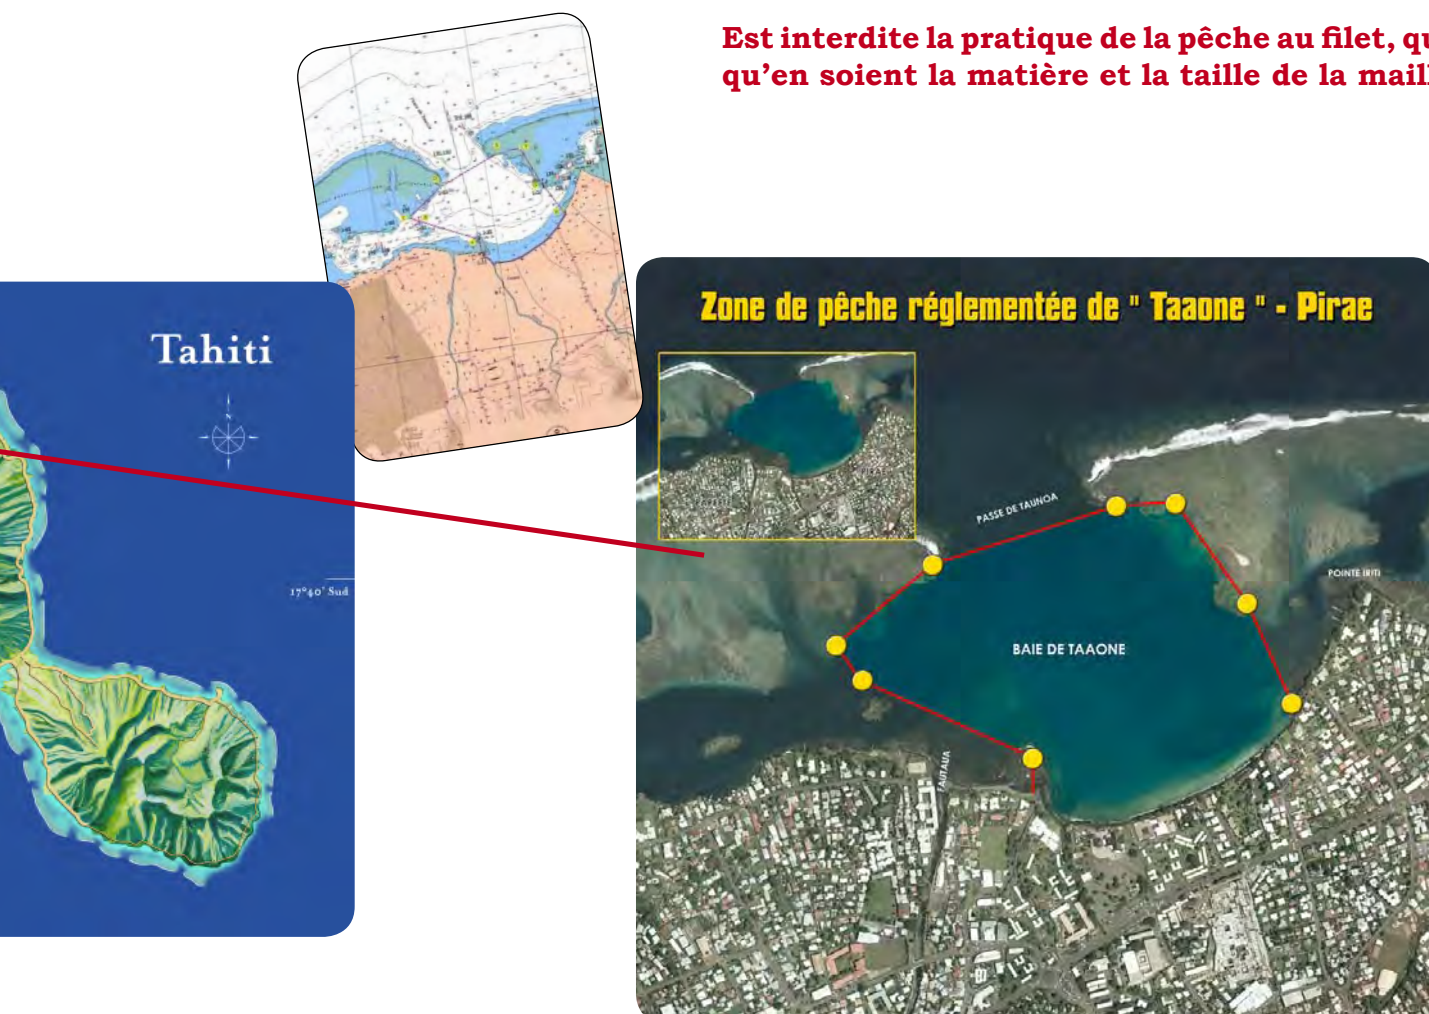 Est interdite la pratique de la pêche au filet, qu
qu’en soient la matière et la taille de la maill
Tahiti
N
17°40' Sud
Zone de pêche réglementée de " Taaone " - Pirae
PASSE DE TAUNOA
POINTE IRITI
BAIE DE TAAONE
FAUTAUA